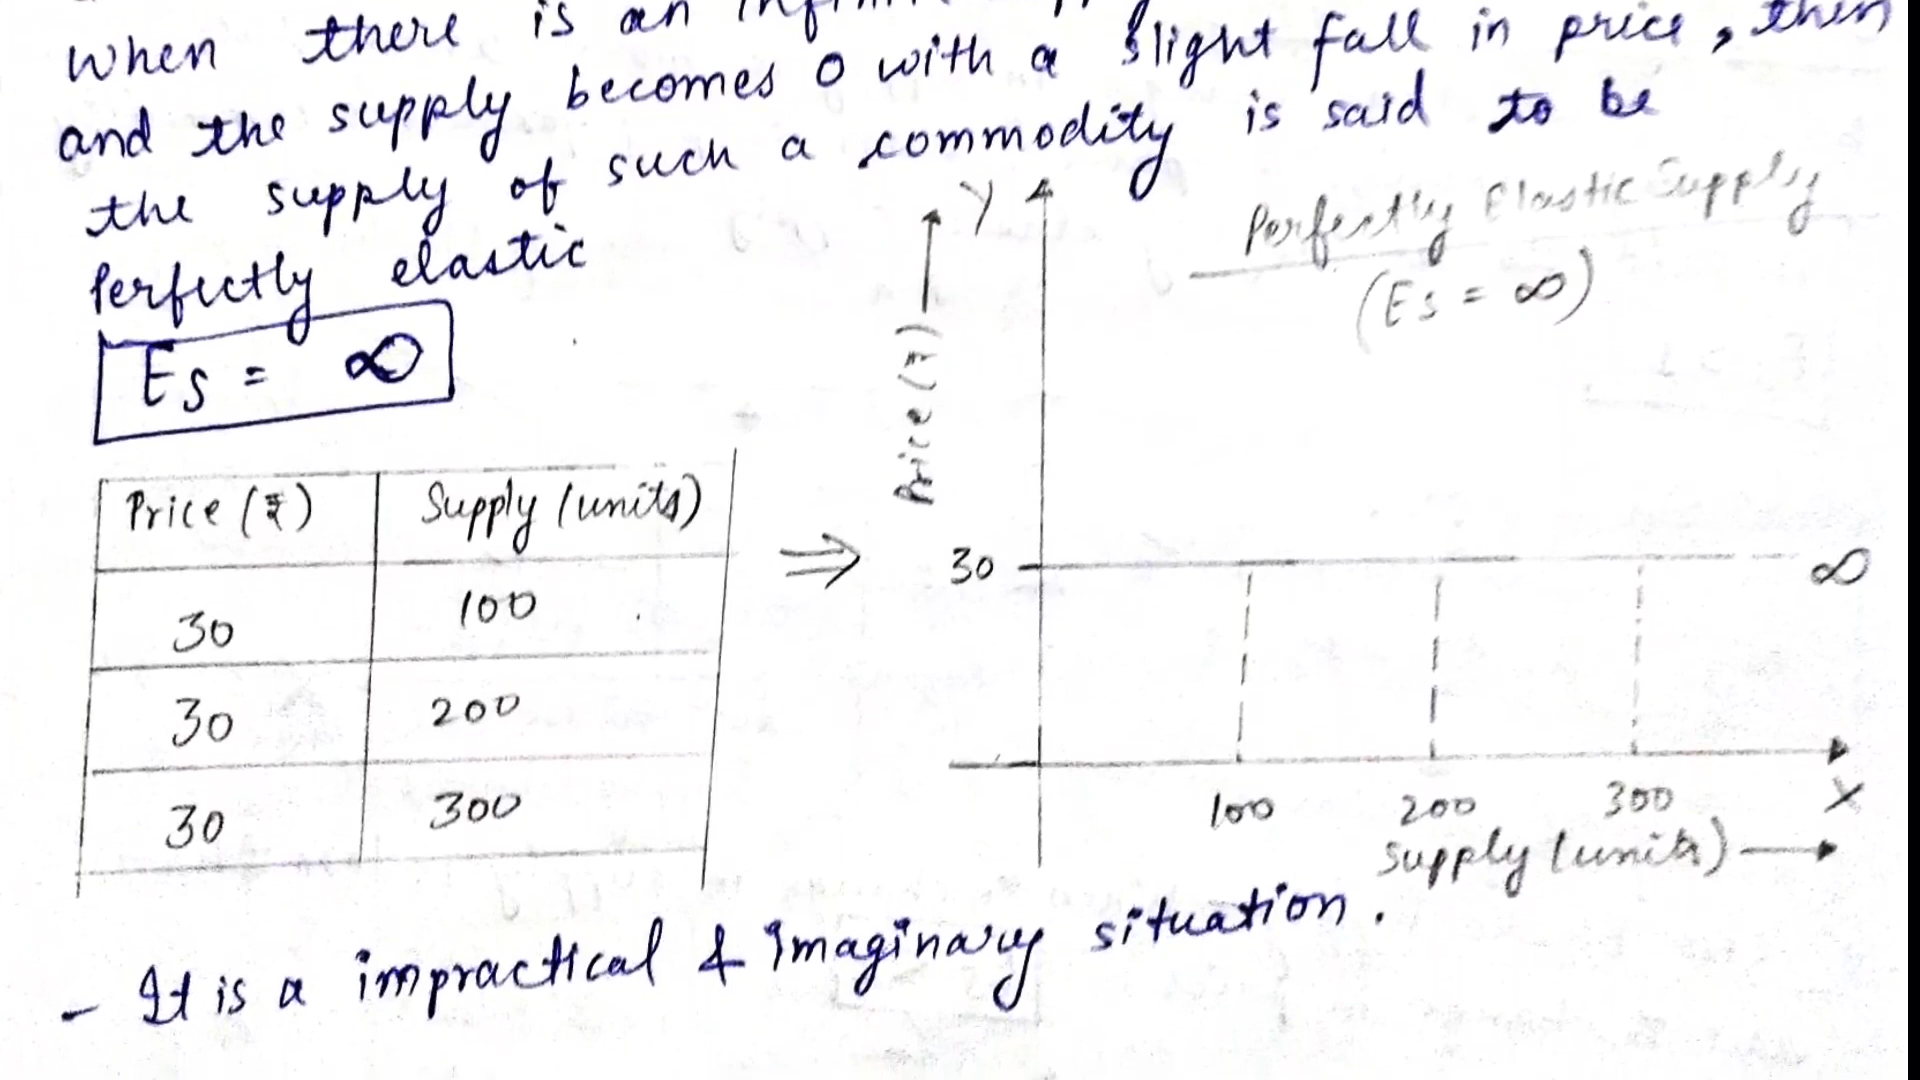 When there is an
and the supply becomes 0 with a slight fall in price, then
the supply of such a commodity is said to be
Perfectly elastic
Es = ∞
Price (₹) Supply (units)
30 100
30 200
30 300
⇒
Y
Perfectly Elastic Supply
(Es = ∞)
Price (₹)
30
∞
100 200 300 X
Supply (units)
- It is a impractical & imaginary situation.